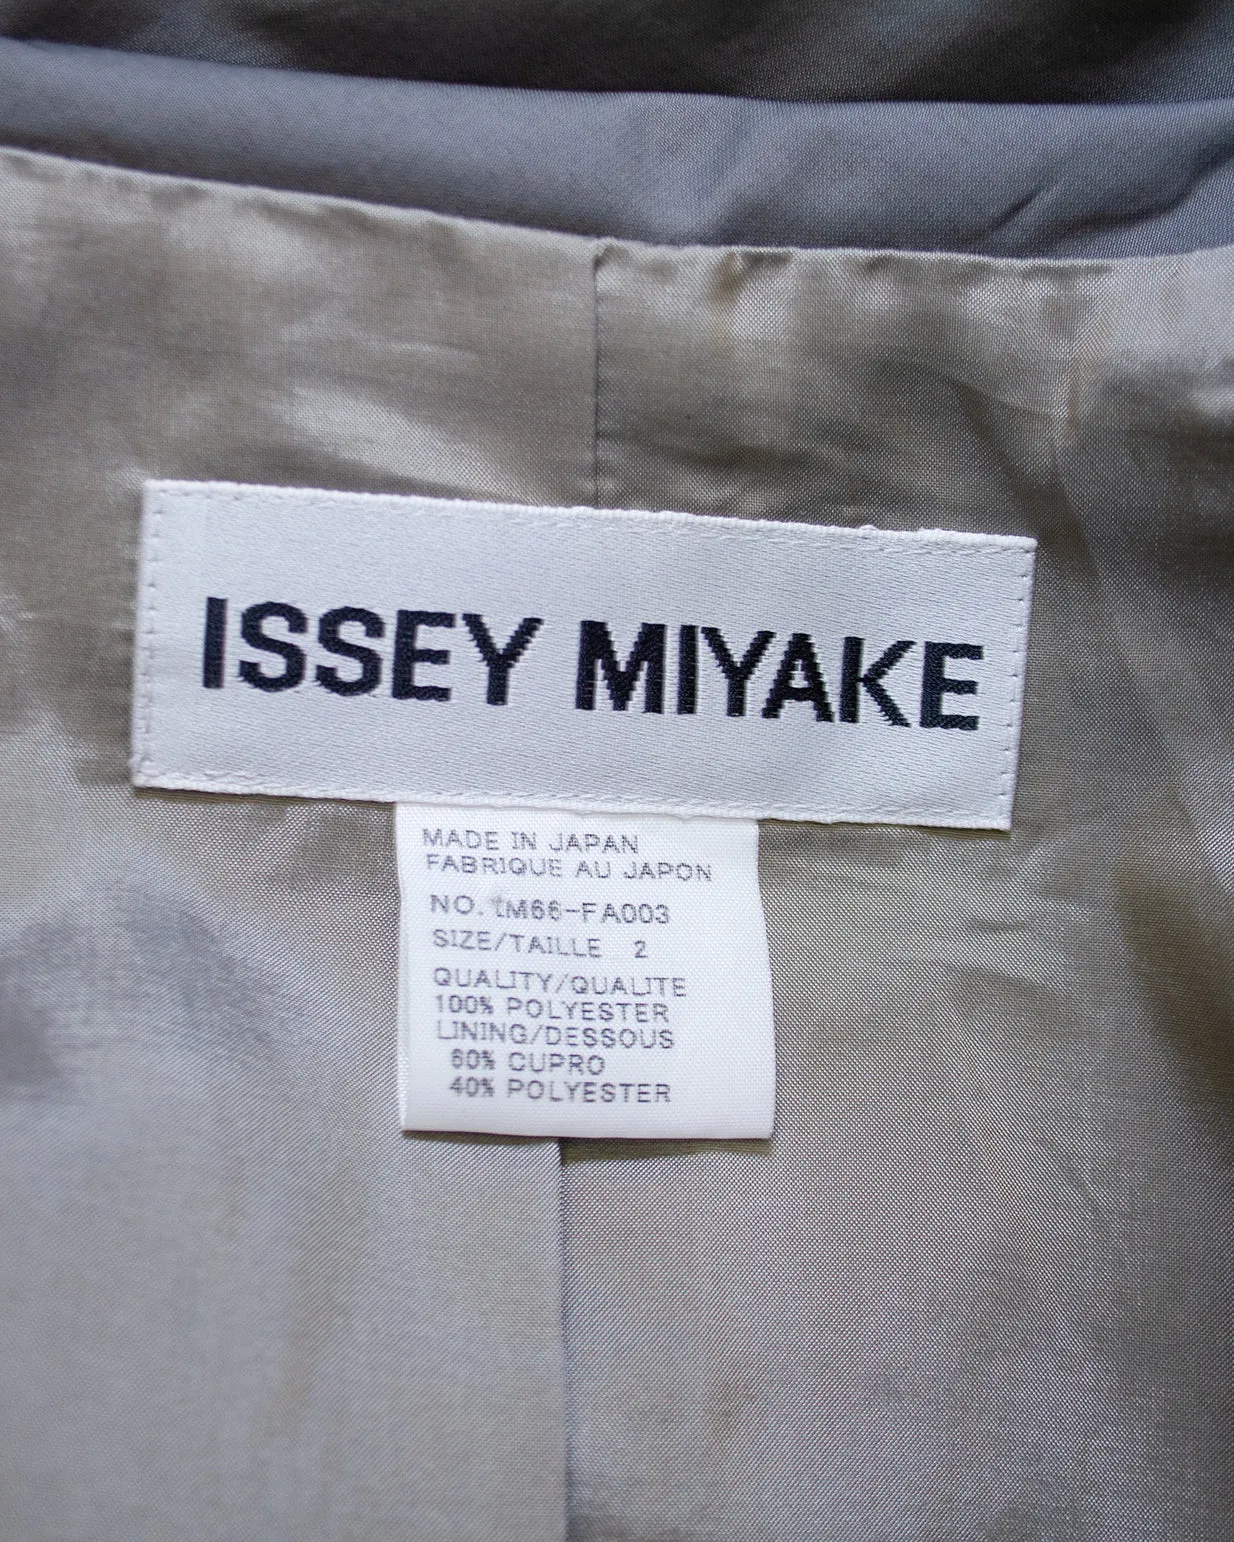 ISSEY MIYAKE
MADE IN JAPAN
FABRIQUE AU JAPON
NO. IM66-FA003
SIZE/TAILLE 2
QUALITY/QUALITE
100% POLYESTER
LINING/DESSOUS
60% CUPRO
40% POLYESTER